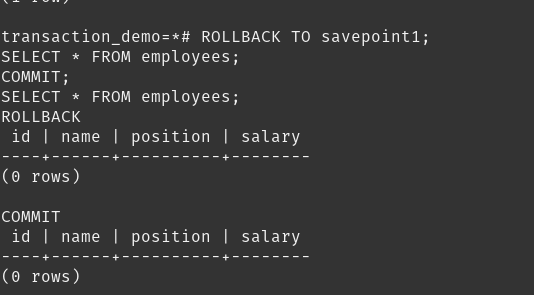 (1 row)
transaction_demo=*# ROLLBACK TO savepoint1;
SELECT * FROM employees;
COMMIT;
SELECT * FROM employees;
ROLLBACK
 id | name | position | salary
----+------+----------+--------
(0 rows)

COMMIT
 id | name | position | salary
----+------+----------+--------
(0 rows)